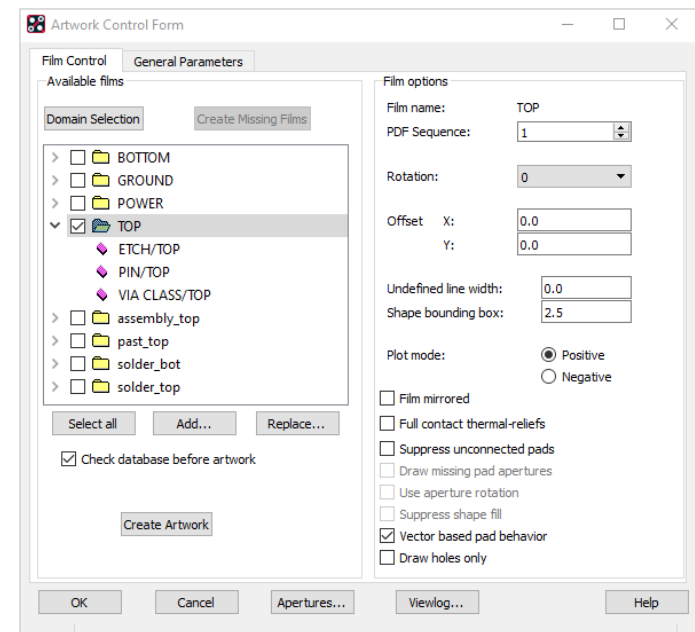 Artwork Control Form
Film Control General Parameters
Available films
Domain Selection Create Missing Films
BOTTOM
GROUND
POWER
TOP
ETCH/TOP
PIN/TOP
VIA CLASS/TOP
assembly_top
past_top
solder_bot
solder_top
Select all Add... Replace...
Check database before artwork
Create Artwork
Film options
Film name: TOP
PDF Sequence: 1
Rotation: 0
Offset X: 0.0
Y: 0.0
Undefined line width: 0.0
Shape bounding box: 2.5
Plot mode: Positive
Negative
Film mirrored
Full contact thermal-reliefs
Suppress unconnected pads
Draw missing pad apertures
Use aperture rotation
Suppress shape fill
Vector based pad behavior
Draw holes only
OK Cancel Apertures... Viewlog... Help